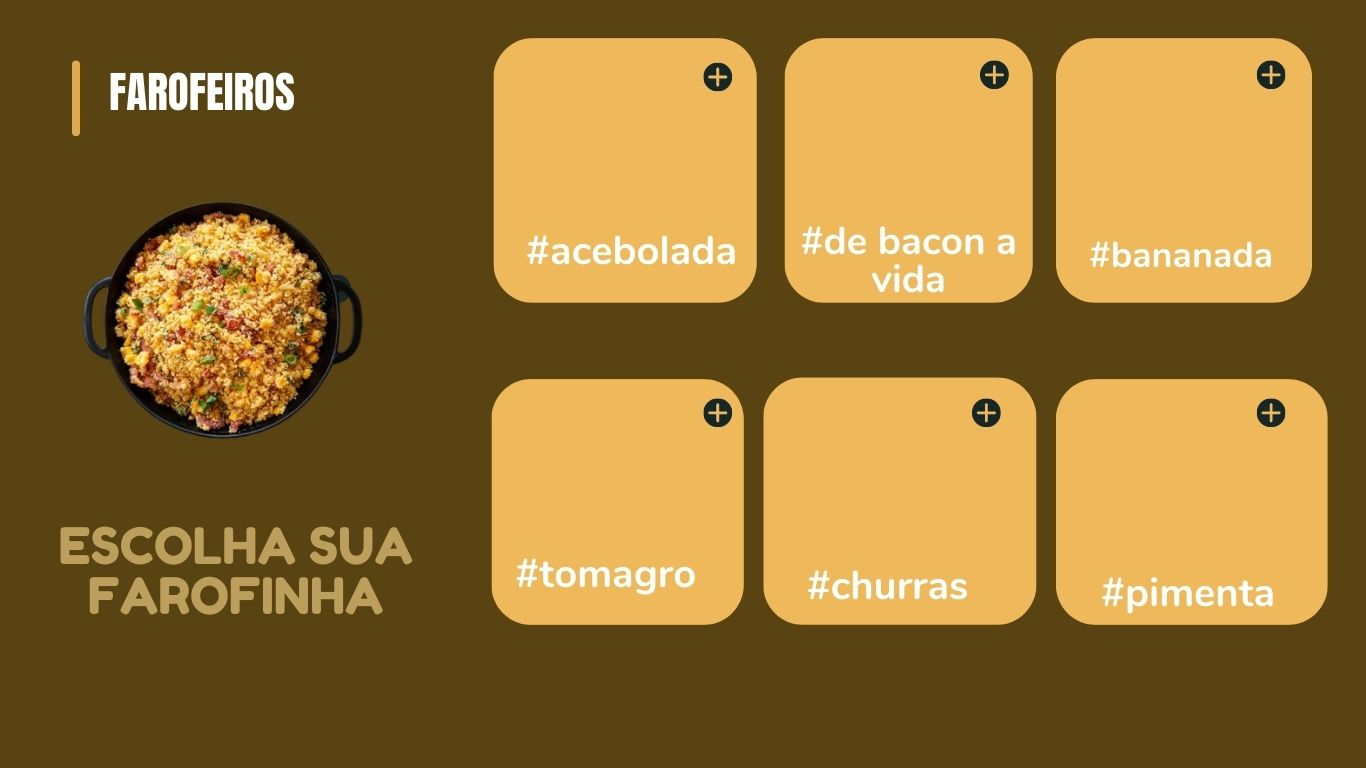 FAROFEIROS
ESCOLHA SUA
FAROFINHA
#acebolada
#de bacon a
vida
#bananada
#tomagro
#churras
#pimenta